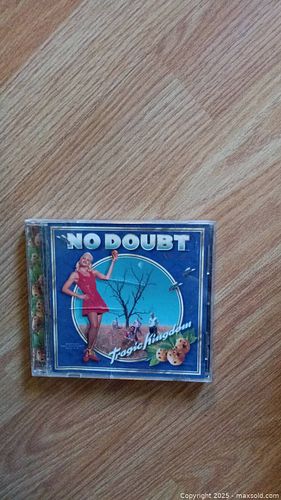 NO DOUBT
Tragic Kingdom
Copyright 2025 - maxsold.com